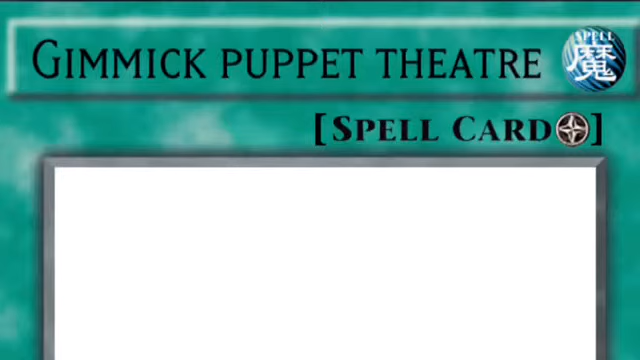 GIMMICK PUPPET THEATRE
SPELL
魔
[SPELL CARD]